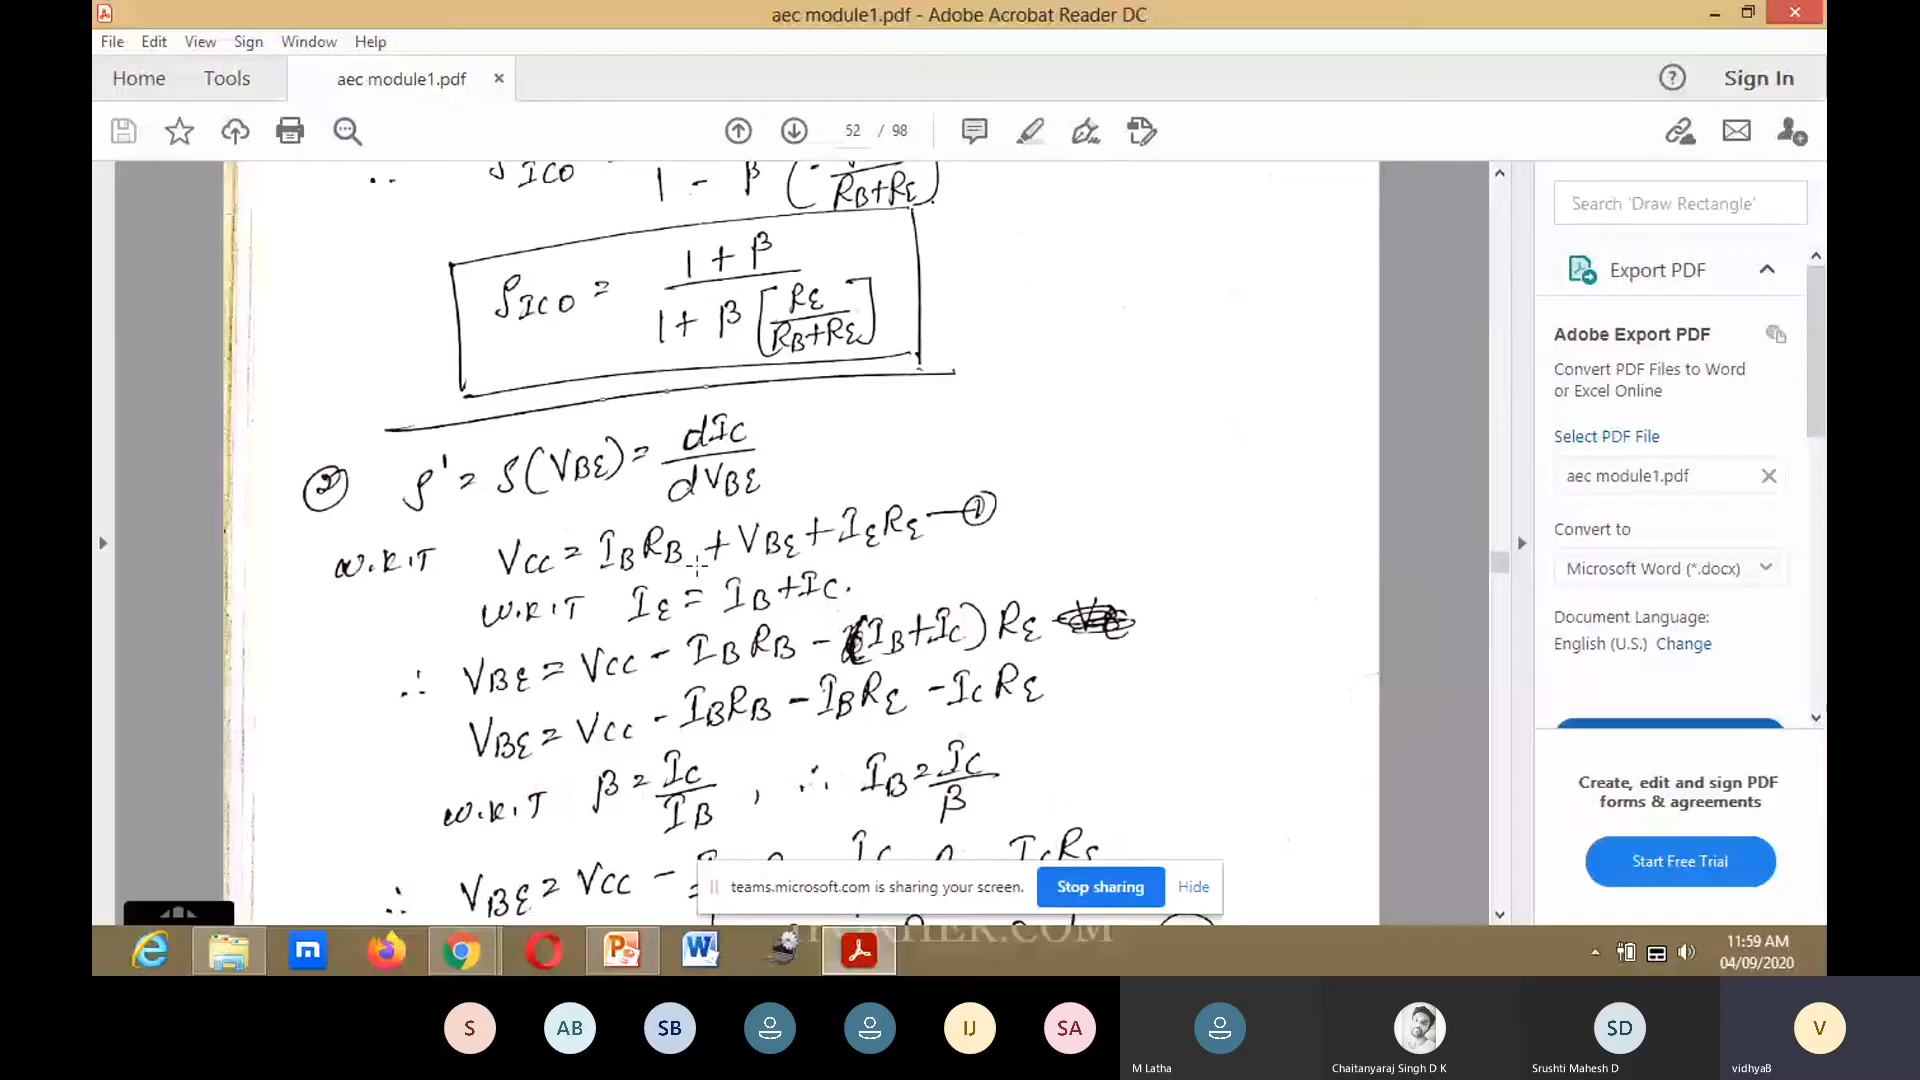 aec module1.pdf - Adobe Acrobat Reader DC
File Edit View Sign Window Help
Home Tools aec module1.pdf × Sign In
52 / 98
∴ S ICO 1 - β ( RB+RE )
S ICO = 1+β / 1+β [RE / RB+RE]
② S' = S(VBE) = dIC / dVBE
W.K.T VCC = IBRB + VBE + IERE —①
W.K.T IE = IB+IC.
∴ VBE = VCC - IBRB - (IB+IC) RE
VBE = VCC - IBRB - IBRE - ICRE
W.K.T β = IC / IB , ∴ IB = IC / β
∴ VBE = VCC -
Search 'Draw Rectangle'
Export PDF
Adobe Export PDF
Convert PDF Files to Word
or Excel Online
Select PDF File
aec module1.pdf
Convert to
Microsoft Word (*.docx)
Document Language:
English (U.S.) Change
Create, edit and sign PDF
forms & agreements
Start Free Trial
teams.microsoft.com is sharing your screen. Stop sharing Hide
11:59 AM
04/09/2020
S AB SB IJ SA SD V
M Latha Chaitanyaraj Singh D K Srushti Mahesh D vidhyaB